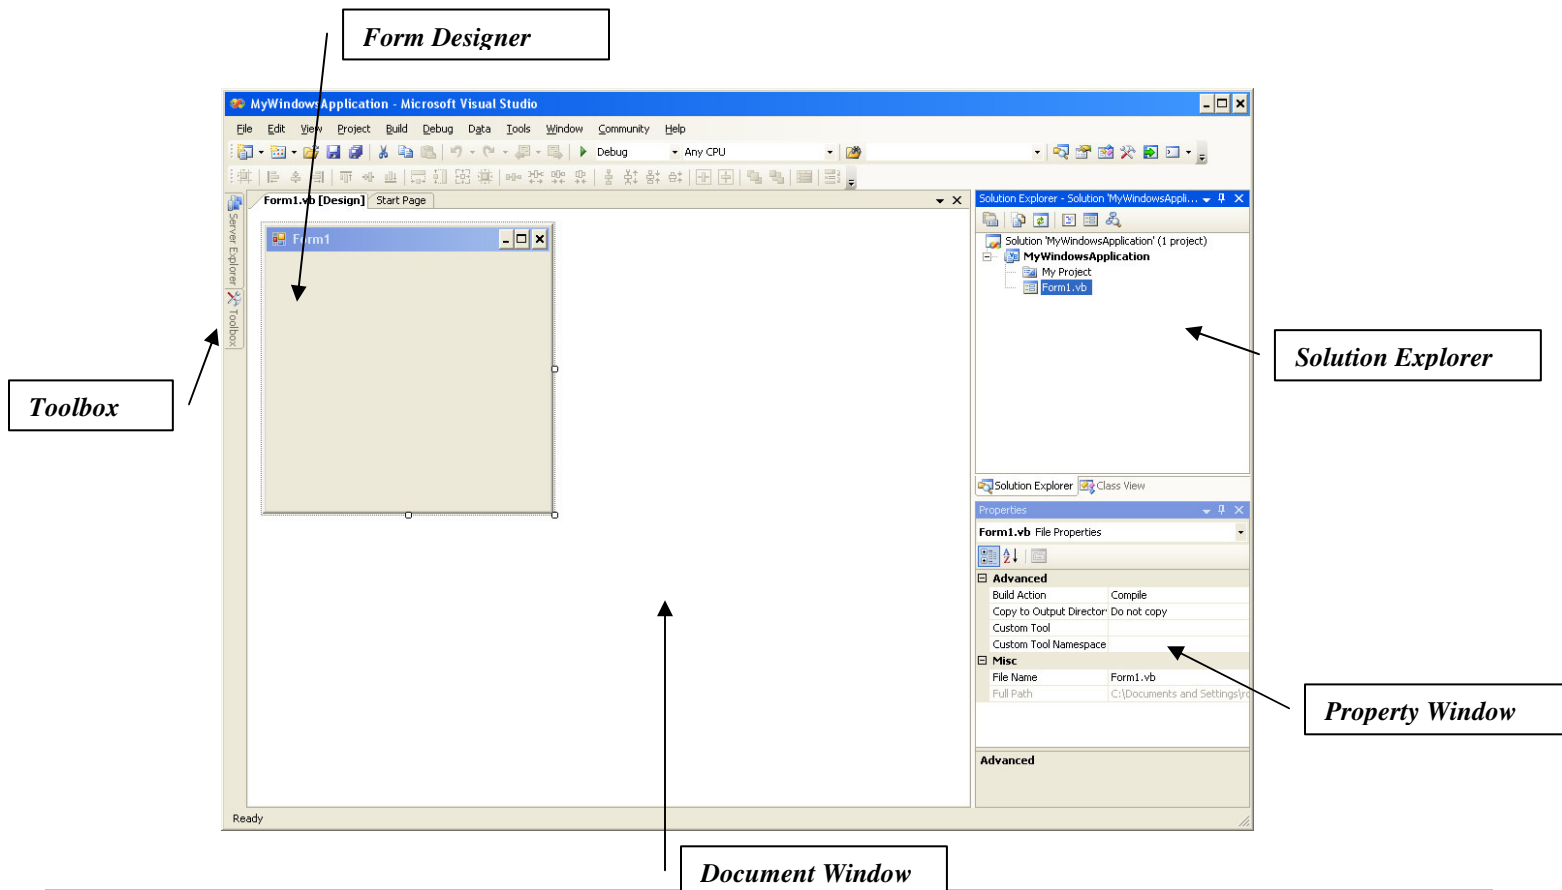 Form Designer
MyWindowsApplication - Microsoft Visual Studio
File Edit View Project Build Debug Data Tools Window Community Help
Debug Any CPU
Form1.vb [Design] Start Page
Server Explorer
Toolbox
Form1
Solution Explorer - Solution 'MyWindowsAppli...
Solution 'MyWindowsApplication' (1 project)
MyWindowsApplication
My Project
Form1.vb
Solution Explorer
Toolbox
Solution Explorer Class View
Properties
Form1.vb File Properties
Advanced
Build Action Compile
Copy to Output Director Do not copy
Custom Tool
Custom Tool Namespace
Misc
File Name Form1.vb
Full Path C:\Documents and Settings\
Property Window
Advanced
Ready
Document Window